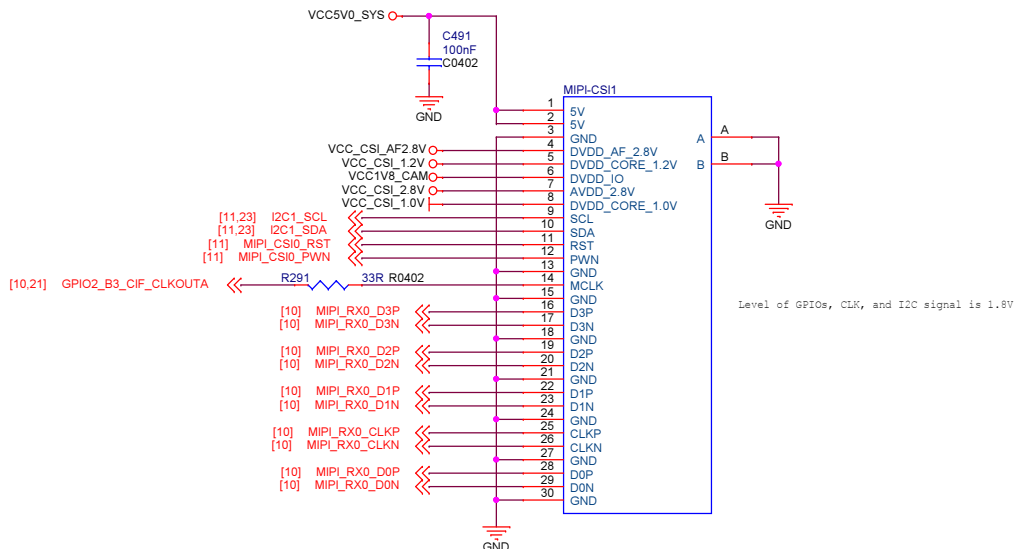 VCC5V0_SYS
C491
100nF
C0402
GND
MIPI-CSI1
1 5V
2 5V
3 GND
VCC_CSI_AF2.8V 4 DVDD_AF_2.8V
VCC_CSI_1.2V 5 DVDD_CORE_1.2V
VCC1V8_CAM 6 DVDD_IO
VCC_CSI_2.8V 7 AVDD_2.8V
VCC_CSI_1.0V 8 DVDD_CORE_1.0V
[11,23] I2C1_SCL 9 SCL
[11,23] I2C1_SDA 10 SDA
[11] MIPI_CSI0_RST 11 RST
[11] MIPI_CSI0_PWN 12 PWN
13 GND
[10,21] GPIO2_B3_CIF_CLKOUTA R291 33R R0402 14 MCLK
15 GND
[10] MIPI_RX0_D3P 16 D3P
[10] MIPI_RX0_D3N 17 D3N
18 GND
[10] MIPI_RX0_D2P 19 D2P
[10] MIPI_RX0_D2N 20 D2N
21 GND
[10] MIPI_RX0_D1P 22 D1P
[10] MIPI_RX0_D1N 23 D1N
24 GND
[10] MIPI_RX0_CLKP 25 CLKP
[10] MIPI_RX0_CLKN 26 CLKN
27 GND
[10] MIPI_RX0_D0P 28 D0P
[10] MIPI_RX0_D0N 29 D0N
30 GND
GND
A A
B B
GND
Level of GPIOs, CLK, and I2C signal is 1.8V